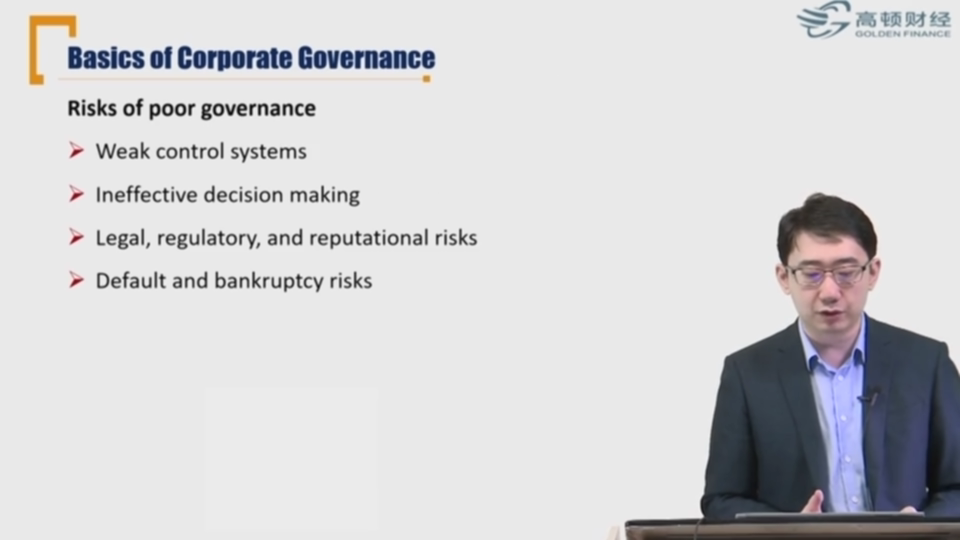 高顿财经
GOLDEN FINANCE
Basics of Corporate Governance
Risks of poor governance
Weak control systems
Ineffective decision making
Legal, regulatory, and reputational risks
Default and bankruptcy risks